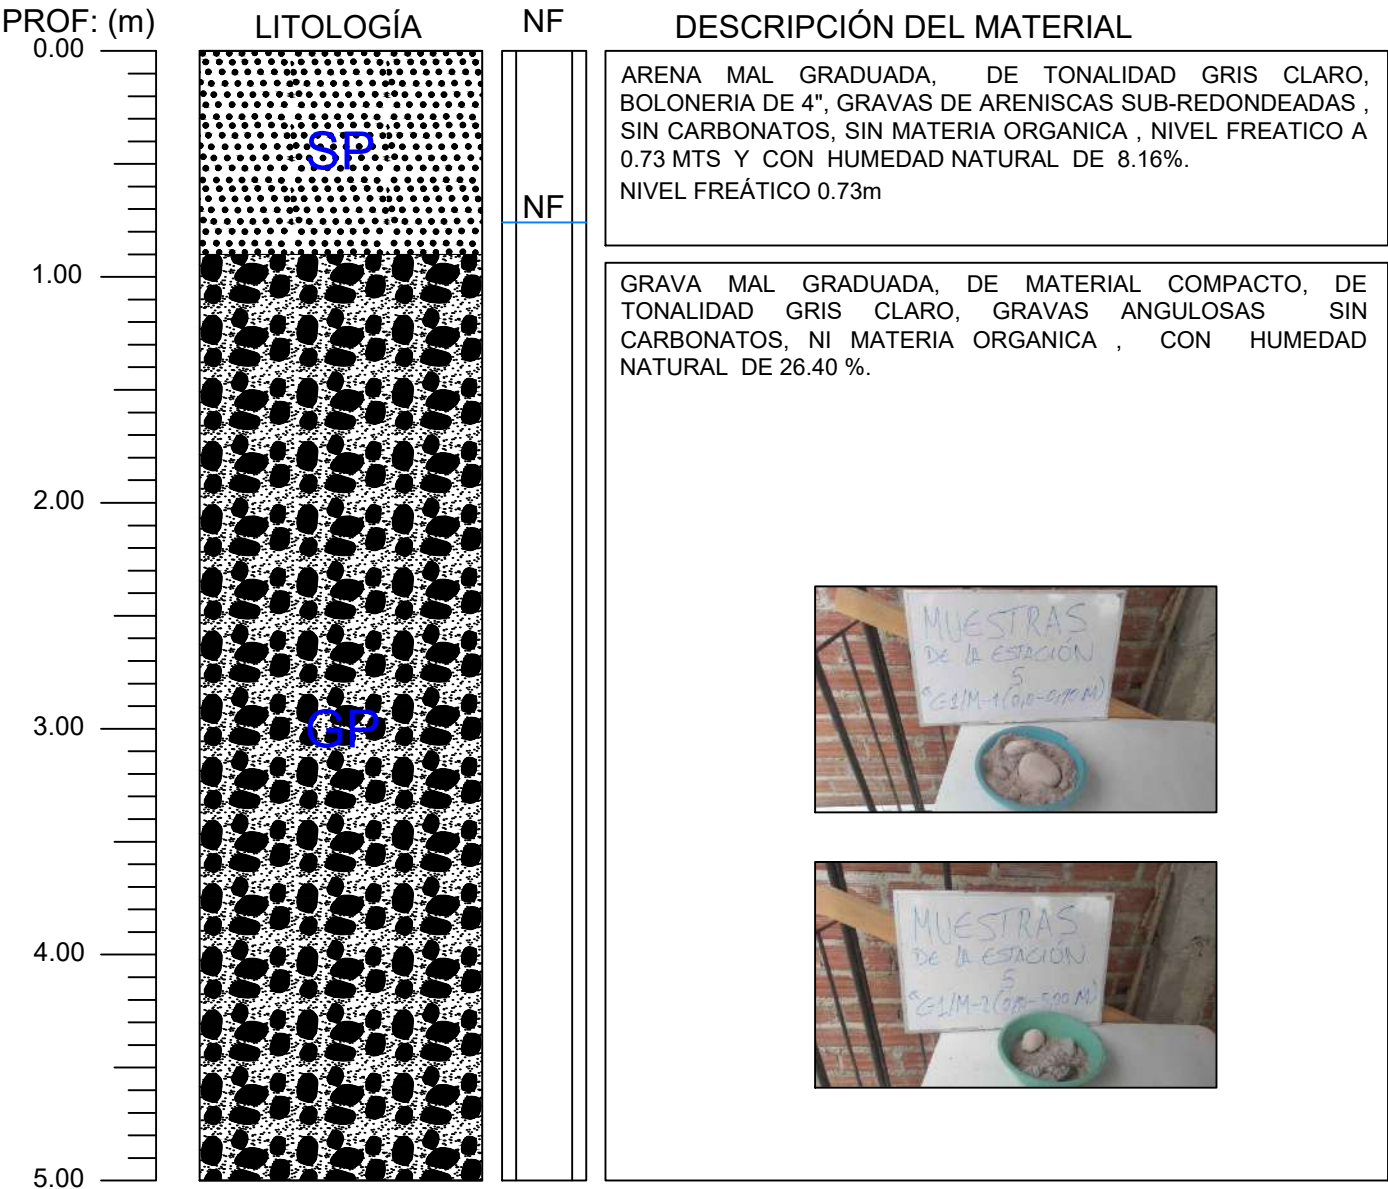 PROF: (m) LITOLOGÍA NF DESCRIPCIÓN DEL MATERIAL
0.00
ARENA MAL GRADUADA, DE TONALIDAD GRIS CLARO,
BOLONERIA DE 4", GRAVAS DE ARENISCAS SUB-REDONDEADAS ,
SIN CARBONATOS, SIN MATERIA ORGANICA , NIVEL FREATICO A
0.73 MTS Y CON HUMEDAD NATURAL DE 8.16%.
NIVEL FREÁTICO 0.73m
SP
NF
1.00
GRAVA MAL GRADUADA, DE MATERIAL COMPACTO, DE
TONALIDAD GRIS CLARO, GRAVAS ANGULOSAS SIN
CARBONATOS, NI MATERIA ORGANICA , CON HUMEDAD
NATURAL DE 26.40 %.
2.00
MUESTRAS
DE LA ESTACIÓN
5
3.00
GP
4.00
MUESTRAS
DE LA ESTACIÓN
5
5.00